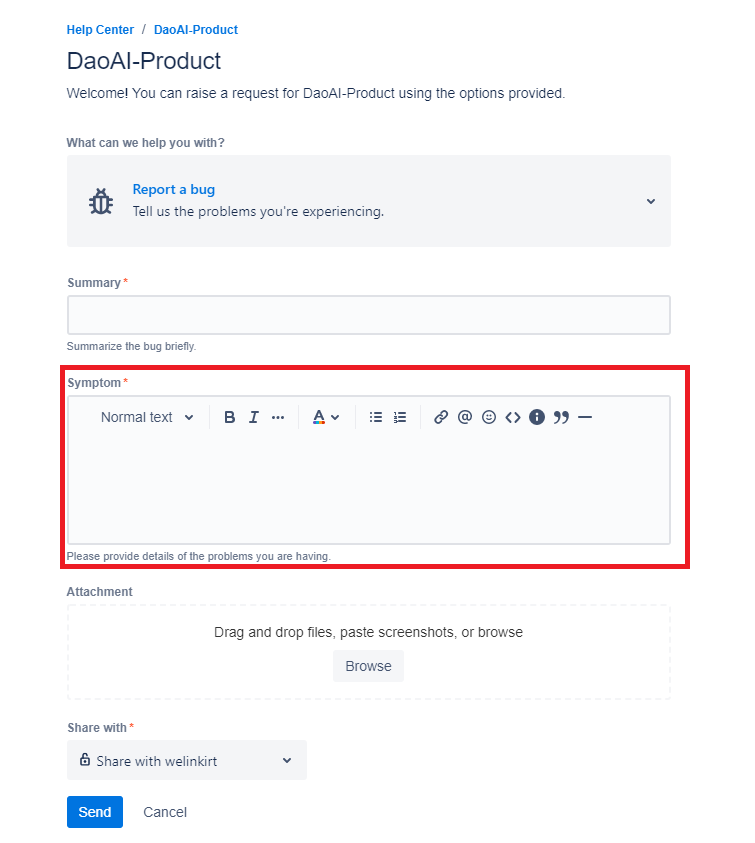 Help Center / DaoAI-Product
DaoAI-Product
Welcome! You can raise a request for DaoAI-Product using the options provided.
What can we help you with?
Report a bug
Tell us the problems you're experiencing.
Summary*
Summarize the bug briefly.
Symptom*
Normal text B I ... A @
Please provide details of the problems you are having.
Attachment
Drag and drop files, paste screenshots, or browse
Browse
Share with*
Share with welinkirt
Send Cancel